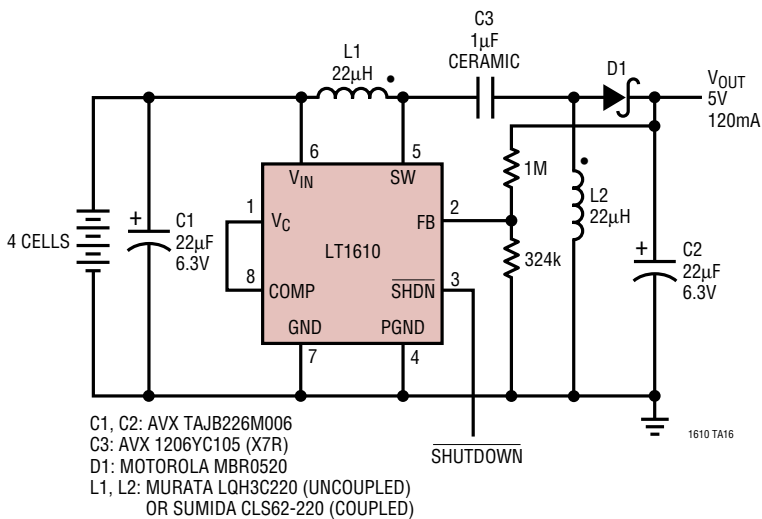 C3
1µF
CERAMIC
L1
22µH
D1
VOUT
5V
120mA
6
5
VIN
SW
1M
1
VC
2
FB
L2
22µH
4 CELLS
+
C1
22µF
6.3V
LT1610
324k
+
C2
22µF
6.3V
8
COMP
SHDN
3
GND
PGND
7
4
C1, C2: AVX TAJB226M006
C3: AVX 1206YC105 (X7R)
D1: MOTOROLA MBR0520
L1, L2: MURATA LQH3C220 (UNCOUPLED)
OR SUMIDA CLS62-220 (COUPLED)
SHUTDOWN
1610 TA16